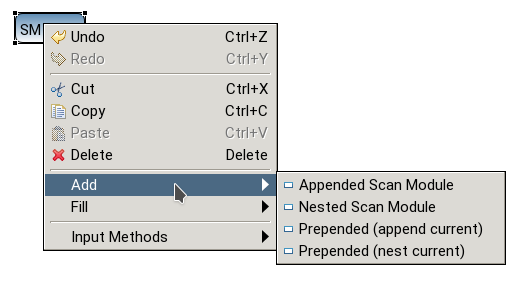 SM
Undo Ctrl+Z
Redo Ctrl+Y
Cut Ctrl+X
Copy Ctrl+C
Paste Ctrl+V
Delete Delete
Add
Fill
Input Methods
Appended Scan Module
Nested Scan Module
Prepended (append current)
Prepended (nest current)